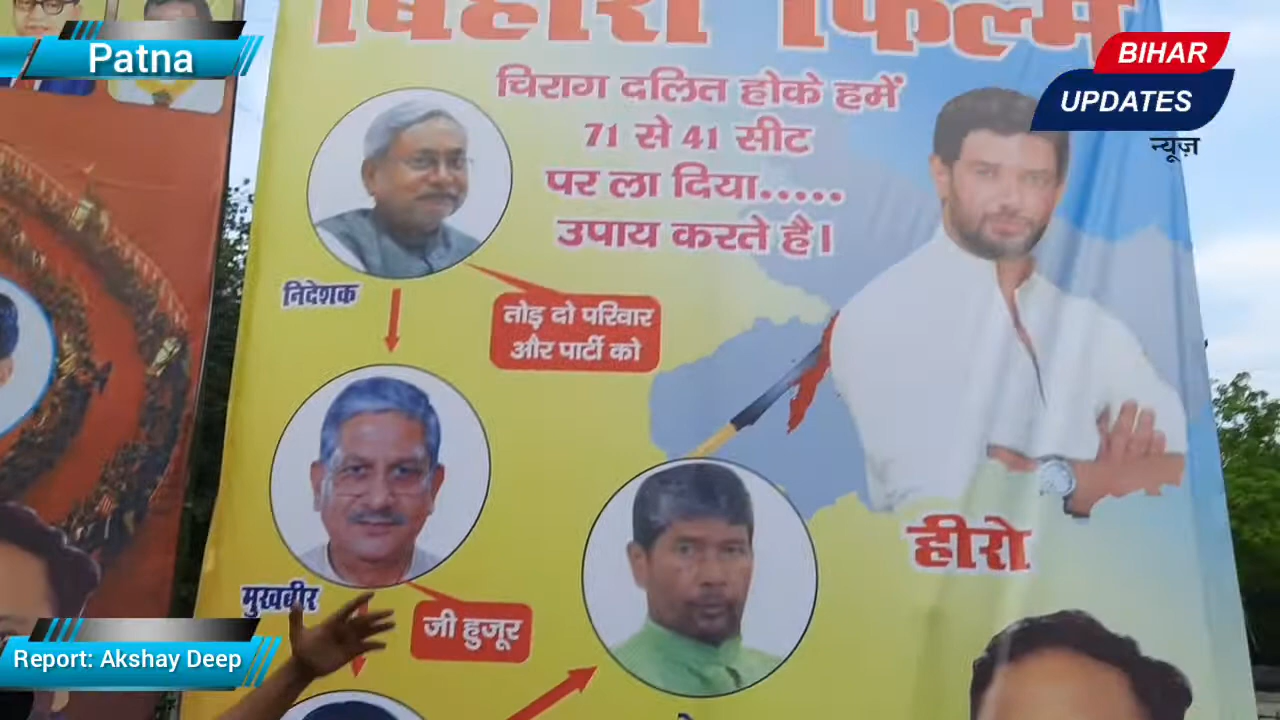 Patna
बिहारी फिल्म
BIHAR
UPDATES
न्यूज़
चिराग दलित होके हमें
71 से 41 सीट
पर ला दिया.....
उपाय करते है।
निदेशक
तोड़ दो परिवार
और पार्टी को
हीरो
मुखबीर
जी हुजूर
Report: Akshay Deep